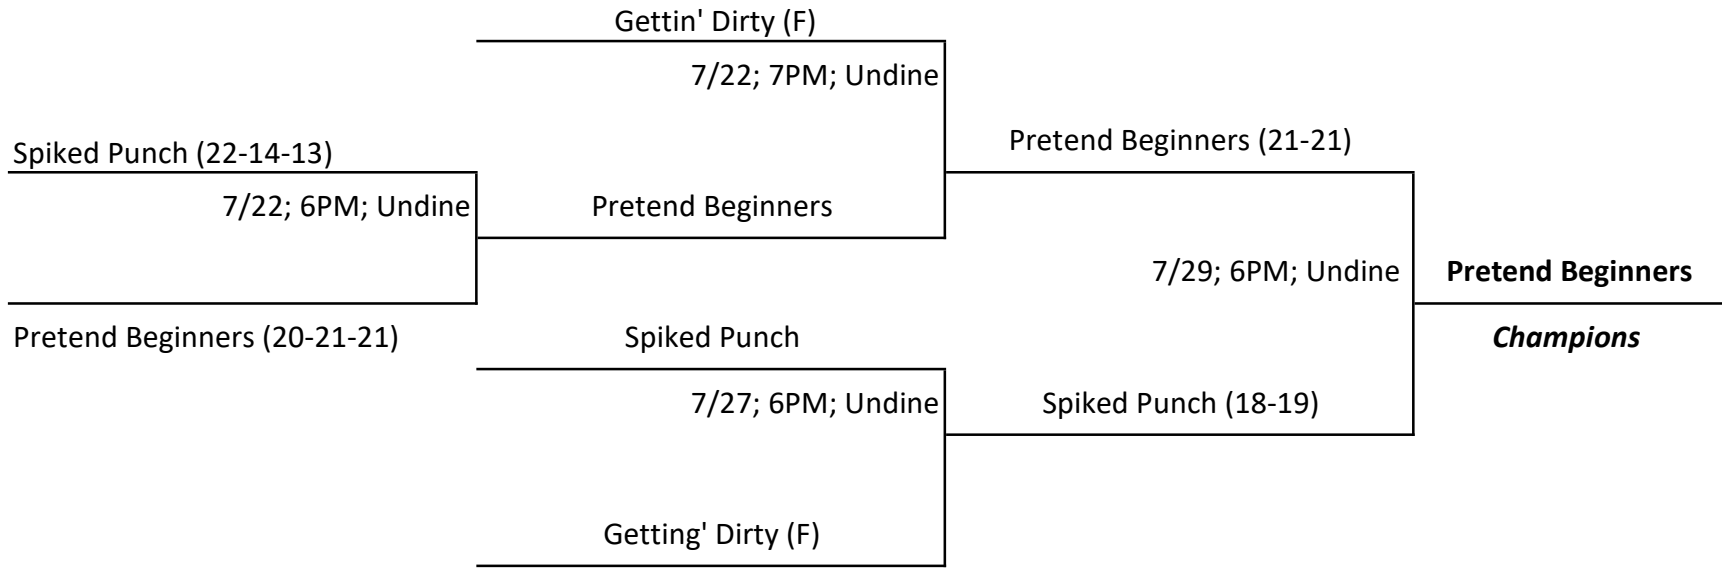 Gettin' Dirty (F)
7/22; 7PM; Undine
Spiked Punch (22-14-13)
Pretend Beginners (21-21)
7/22; 6PM; Undine
Pretend Beginners
7/29; 6PM; Undine
Pretend Beginners
Pretend Beginners (20-21-21)
Spiked Punch
Champions
7/27; 6PM; Undine
Spiked Punch (18-19)
Getting' Dirty (F)